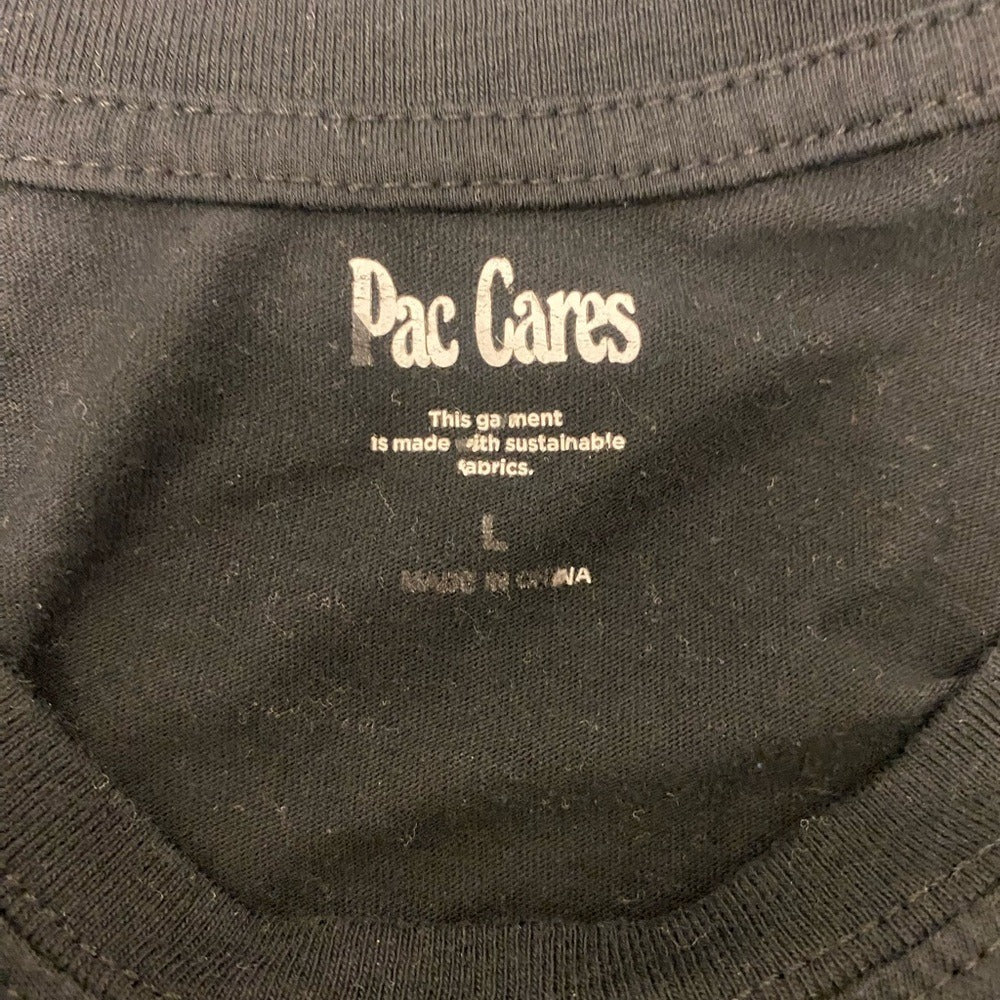 Pac Cares
This garment
is made with sustainable
fabrics.
L
MADE IN CHINA